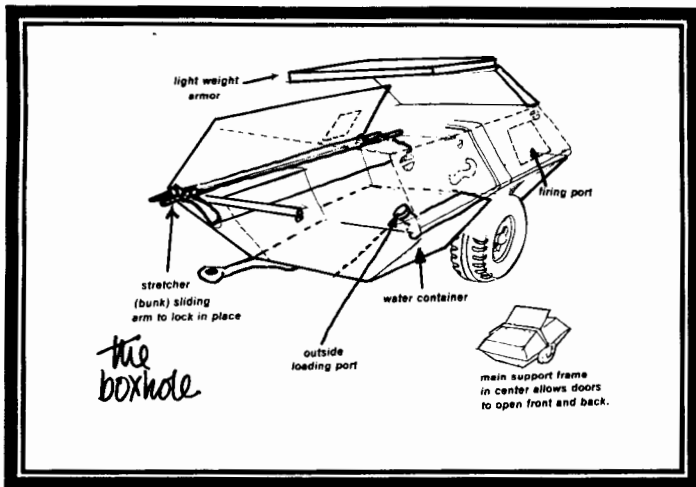 light weight
armor
firing port
stretcher
(bunk) sliding
arm to lock in place
water container
outside
loading port
the
boxhole
main support frame
in center allows doors
to open front and back.